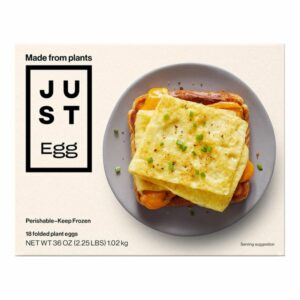 Made from plants
JU
ST
Egg
Perishable–Keep Frozen
18 folded plant eggs
NET WT 36 OZ (2.25 LBS) 1.02 kg
Serving suggestion